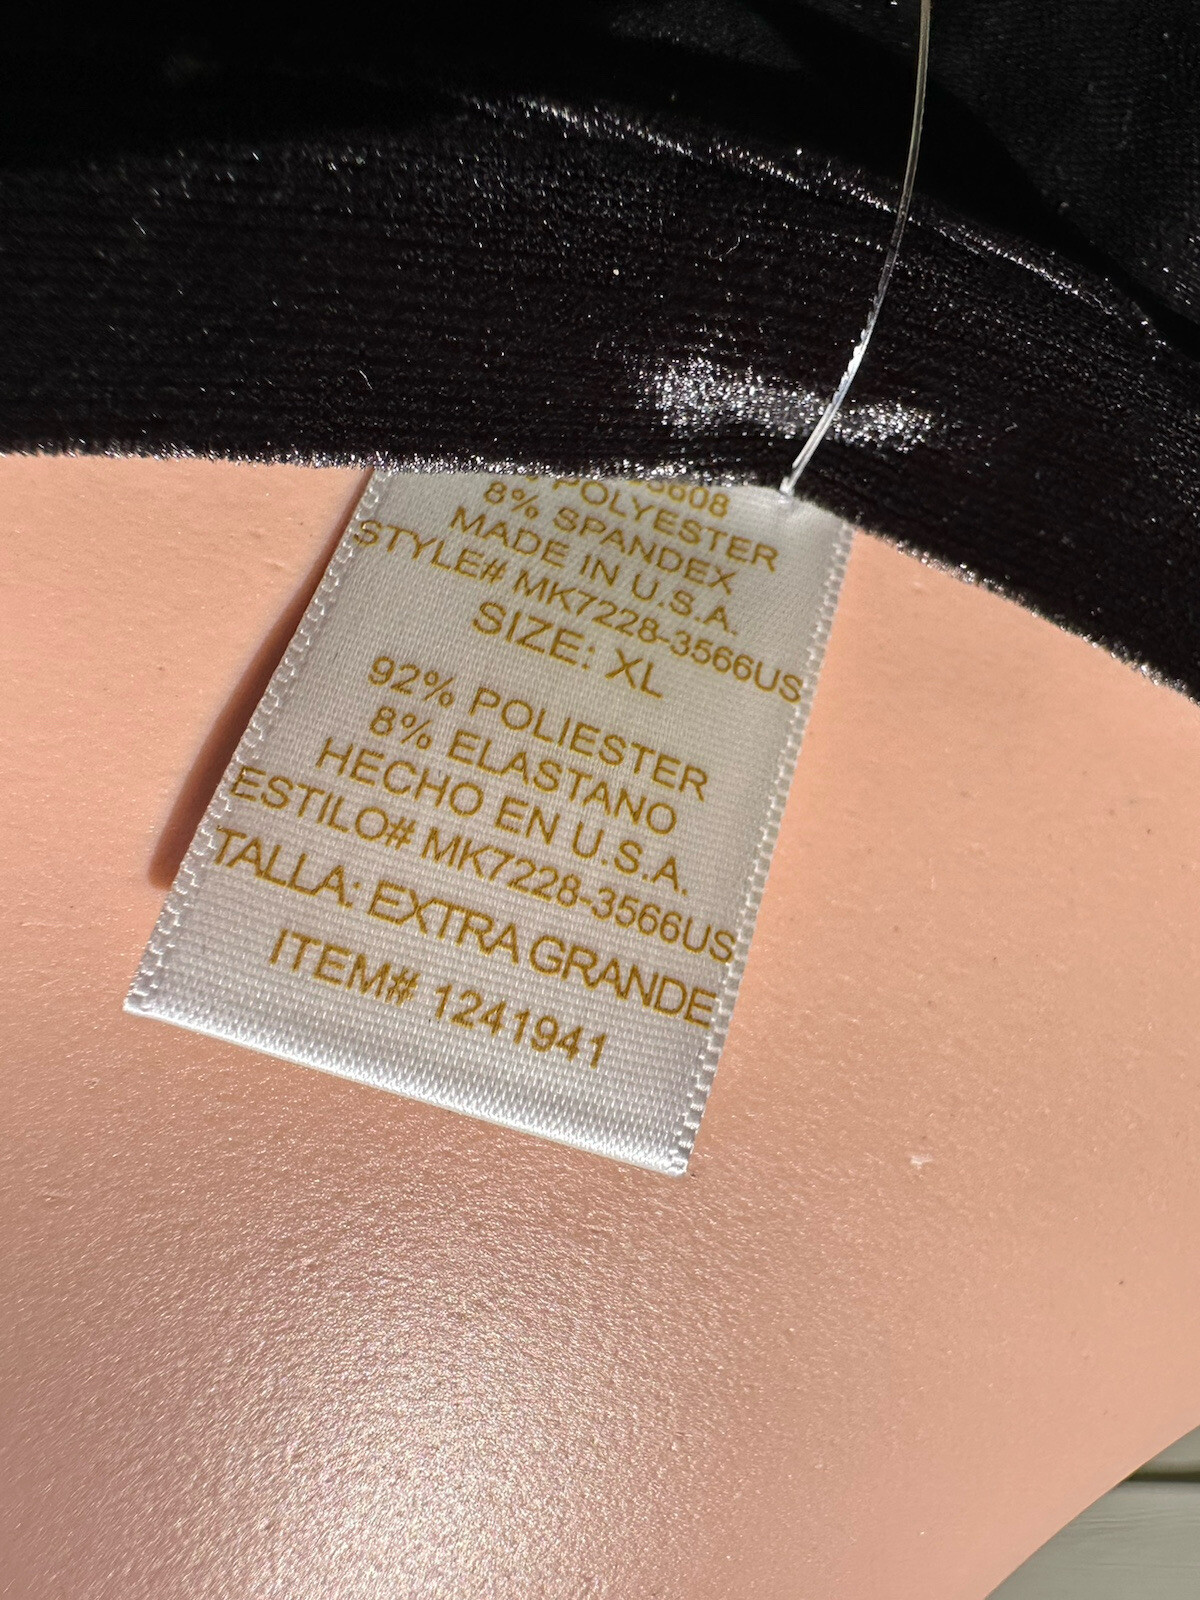 POLYESTER
8% SPANDEX
MADE IN U.S.A.
STYLE# MK7228-3566US
SIZE: XL
92% POLIESTER
8% ELASTANO
HECHO EN U.S.A.
ESTILO# MK7228-3566US
TALLA: EXTRA GRANDE
ITEM# 1241941